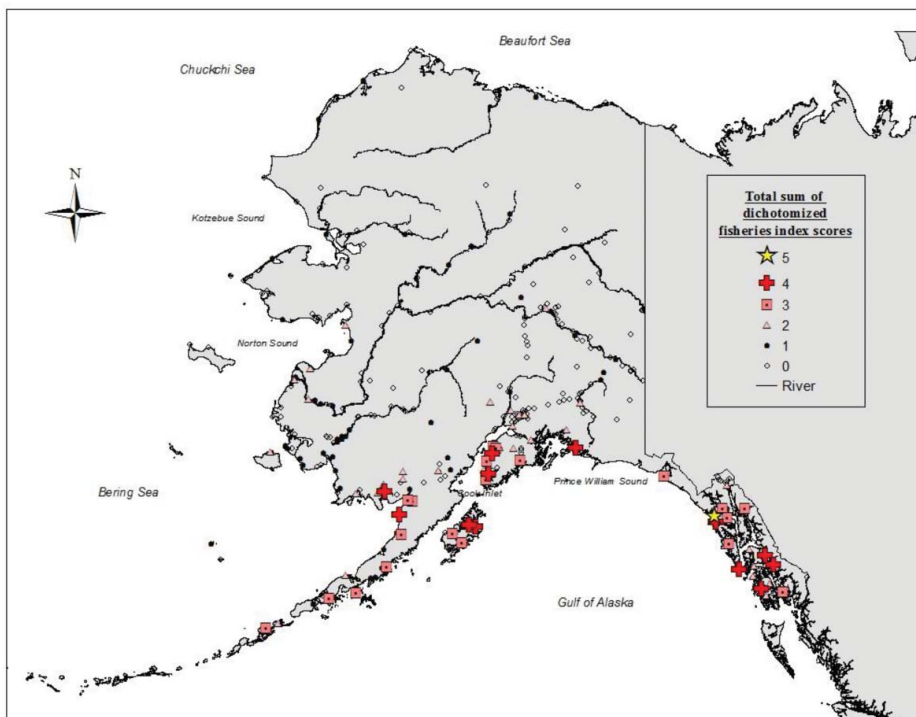 Beaufort Sea
Chuckchi Sea
N
Kotzebue Sound
Norton Sound
Bering Sea
Cook Inlet
Prince William Sound
Gulf of Alaska
Total sum of
dichotomized
fisheries index scores
5
4
3
2
1
0
River